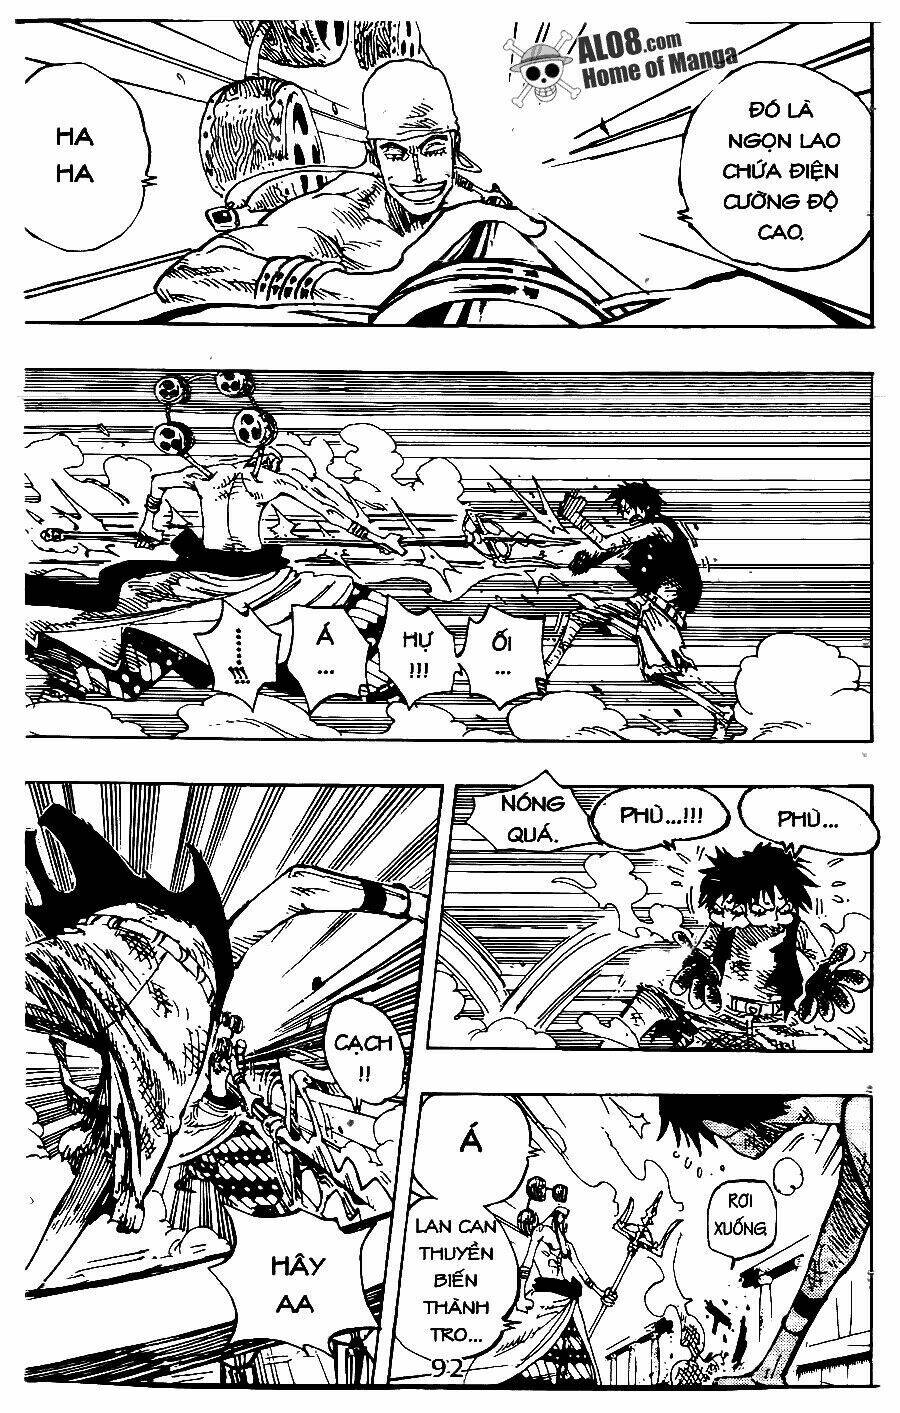 AL08.com
Home of Manga
ĐÓ LÀ
NGỌN LAO
CHỨA ĐIỆN
CƯỜNG ĐỘ
CAO.
HA
HA
ỐI
...
HỰ
!!!
Á
...
......!!!
PHÙ...
PHÙ...!!!
NÓNG
QUÁ.
CẠCH
!!
HÂY
AA
RƠI
XUỐNG.
Á
LAN CAN
THUYỀN
BIẾN
THÀNH
TRO...
92